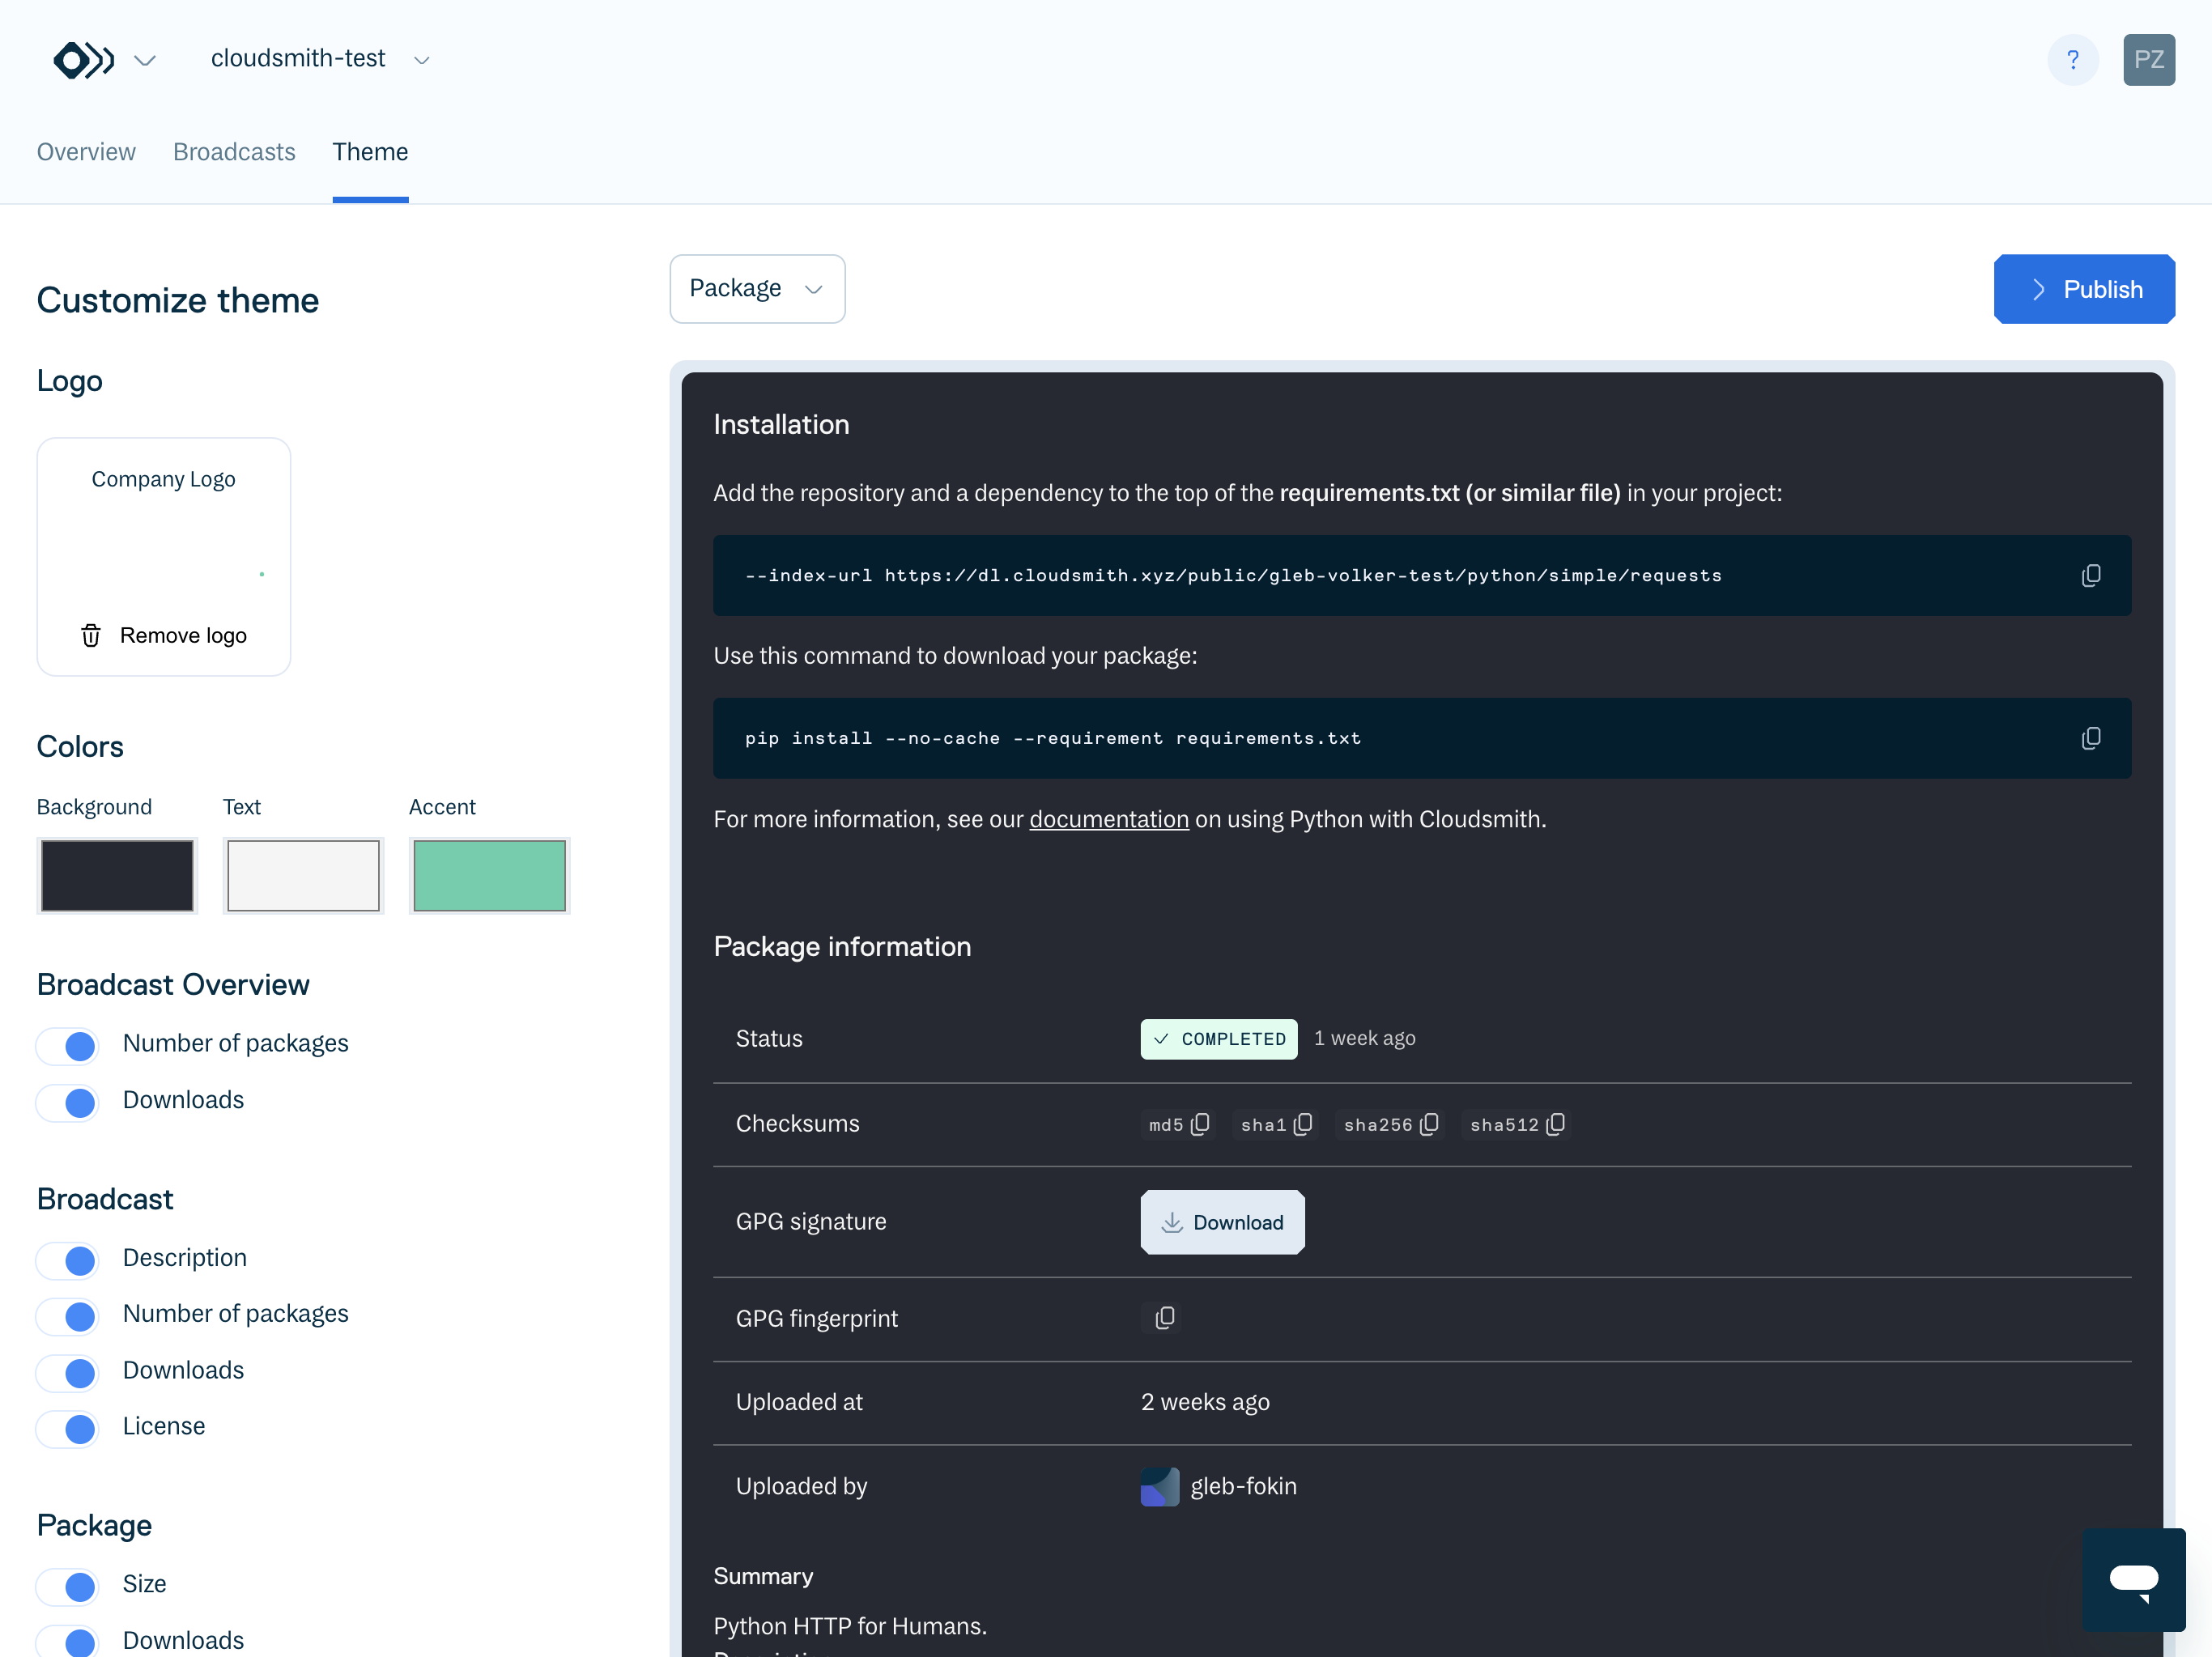 cloudsmith-test
?
PZ
Overview
Broadcasts
Theme
Customize theme
Logo
Company Logo
Remove logo
Colors
Background
Text
Accent
Broadcast Overview
Number of packages
Downloads
Broadcast
Description
Number of packages
Downloads
License
Package
Size
Downloads
Package
Publish
Installation
Add the repository and a dependency to the top of the requirements.txt (or similar file) in your project:
--index-url https://dl.cloudsmith.xyz/public/gleb-volker-test/python/simple/requests
Use this command to download your package:
pip install --no-cache --requirement requirements.txt
For more information, see our documentation on using Python with Cloudsmith.
Package information
Status
COMPLETED
1 week ago
Checksums
md5
sha1
sha256
sha512
GPG signature
Download
GPG fingerprint
Uploaded at
2 weeks ago
Uploaded by
gleb-fokin
Summary
Python HTTP for Humans.